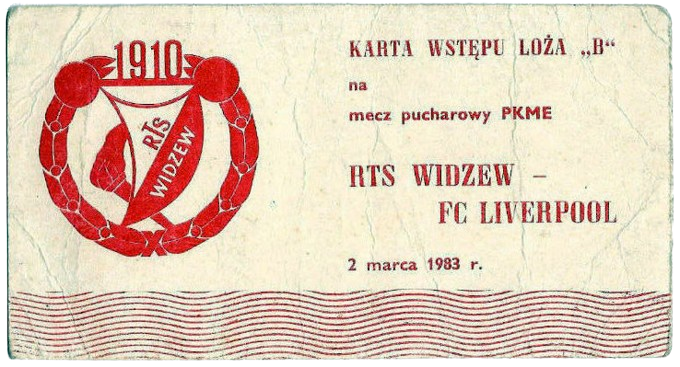 1910
RTS
WIDZEW
KARTA WSTĘPU LOŻA „B“
na
mecz pucharowy PKME
RTS WIDZEW –
FC LIVERPOOL
2 marca 1983 r.